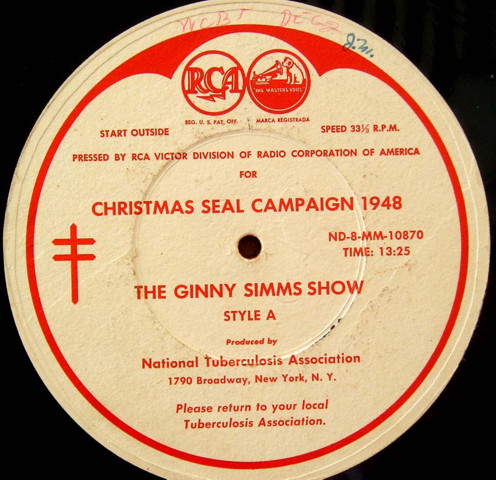 RCA
"HIS MASTERS VOICE"
REG. U. S. PAT. OFF.
MARCA REGISTRADA
START OUTSIDE
SPEED 33⅓ R.P.M.
PRESSED BY RCA VICTOR DIVISION OF RADIO CORPORATION OF AMERICA
FOR
CHRISTMAS SEAL CAMPAIGN 1948
ND-8-MM-10870
TIME: 13:25
THE GINNY SIMMS SHOW
STYLE A
Produced by
National Tuberculosis Association
1790 Broadway, New York, N. Y.
Please return to your local
Tuberculosis Association.